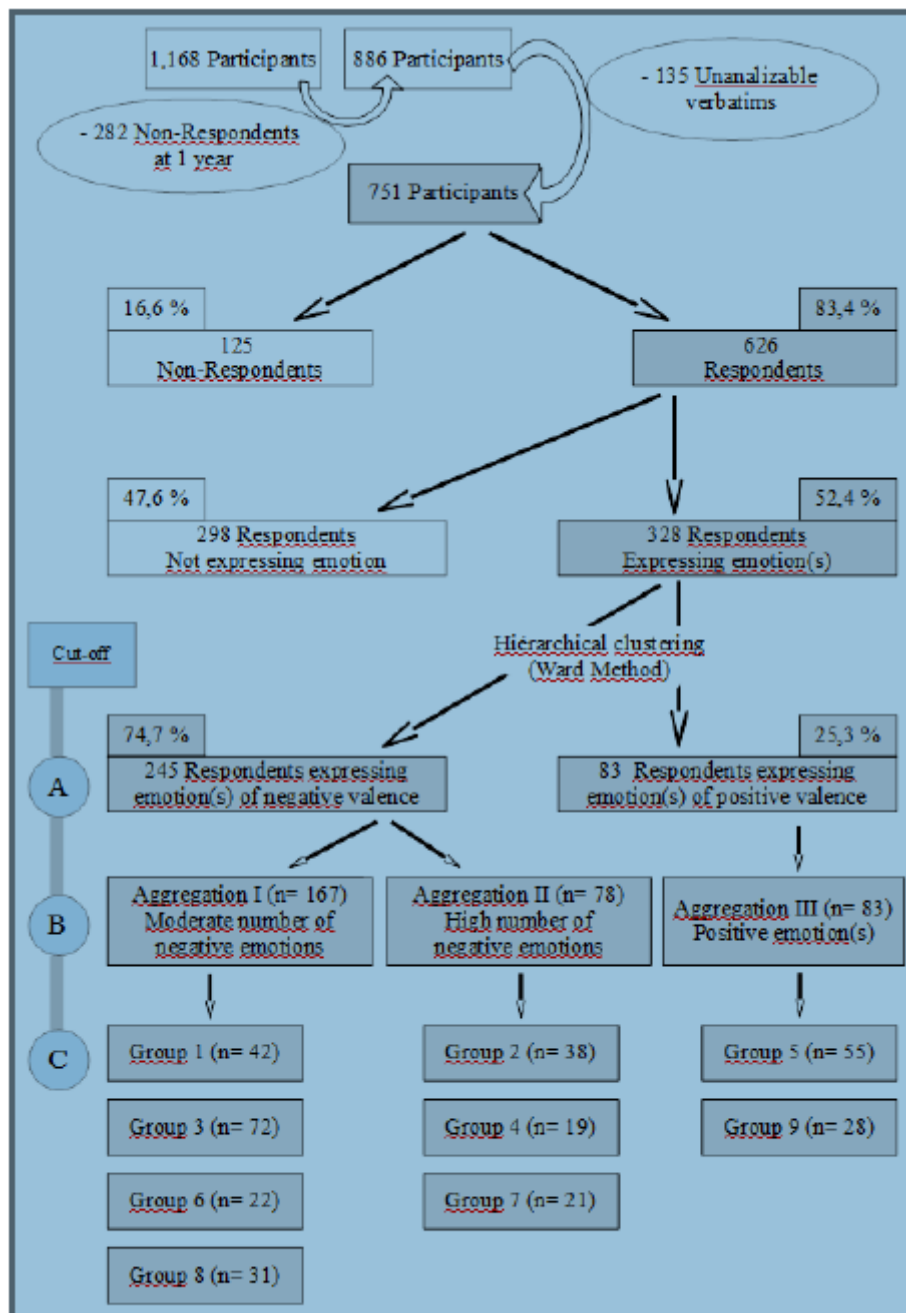 1,168 Participants
886 Participants
- 135 Unanalizable
verbatims
- 282 Non-Respondents
at 1 year
751 Participants
16,6 %
83,4 %
125
Non-Respondents
626
Respondents
47,6 %
52,4 %
298 Respondents
Not expressing emotion
328 Respondents
Expressing emotion(s)
Hiérarchical clustering
(Ward Method)
Cut-off
74,7 %
25,3 %
A
245 Respondents expressing
emotion(s) of negative valence
83 Respondents expressing
emotion(s) of positive valence
B
Aggregation I (n= 167)
Moderate number of
negative emotions
Aggregation II (n= 78)
High number of
negative emotions
Aggregation III (n= 83)
Positive emotion(s)
C
Group 1 (n= 42)
Group 2 (n= 38)
Group 5 (n= 55)
Group 3 (n= 72)
Group 4 (n= 19)
Group 9 (n= 28)
Group 6 (n= 22)
Group 7 (n= 21)
Group 8 (n= 31)